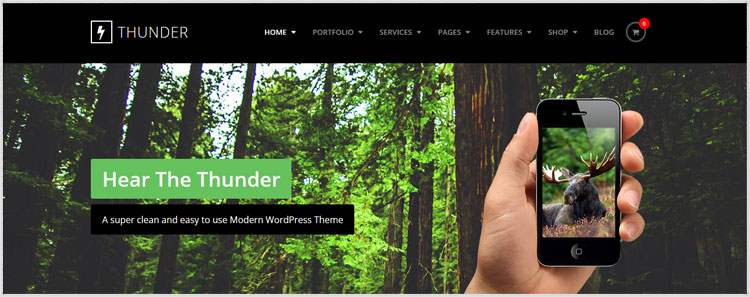 THUNDER
HOME PORTFOLIO SERVICES PAGES FEATURES SHOP BLOG
0
Hear The Thunder
A super clean and easy to use Modern WordPress Theme